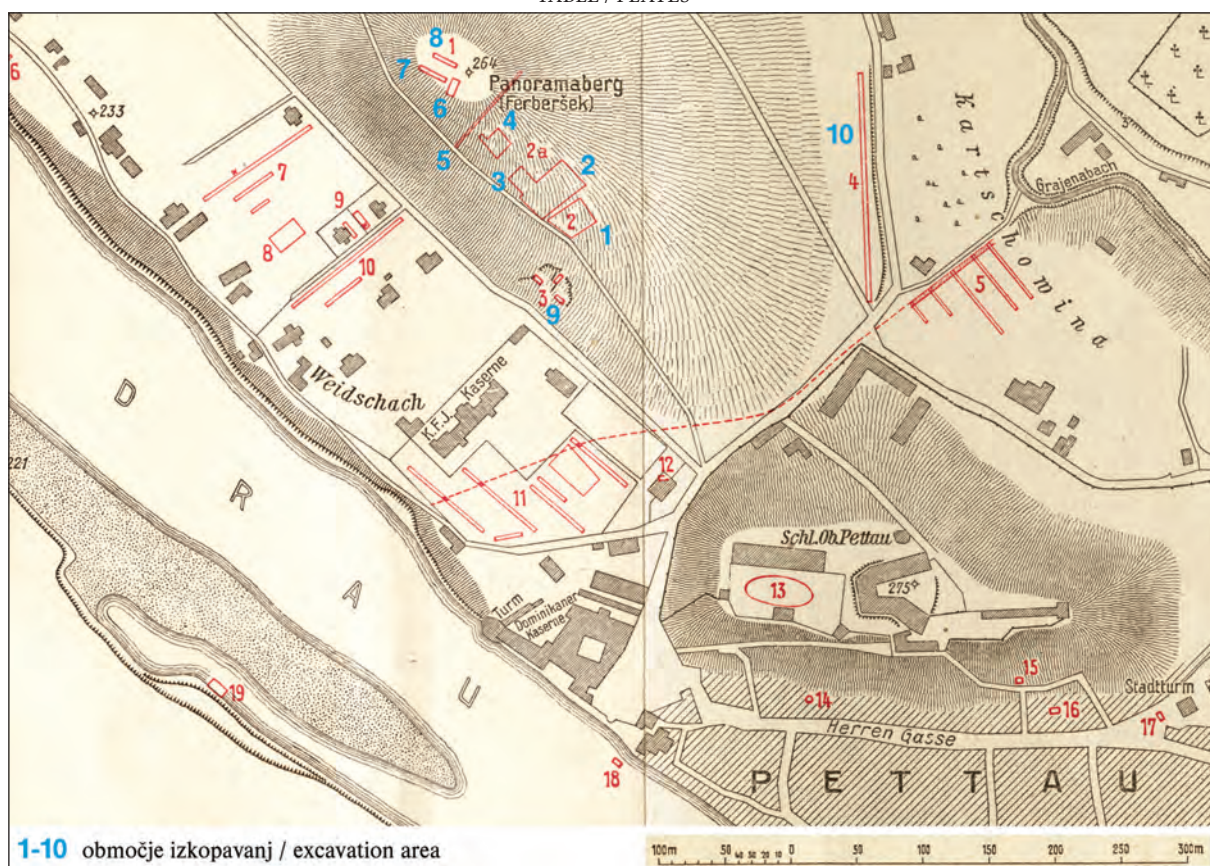 TABLE / PLATES
6
233
8
1
264
7
Panoramaberg
(Ferberšek)
6
4
5
2a
2
3
2
1
10
4
Kartschowina
Grajenabach
5
7
9
8
10
3
9
Weidschach
K.F.J. Kaserne
11
12
DRAU
221
Schl. Ob. Pettau
13
275
Turm
Dominikaner
Kaserne
19
14
15
16
Stadtturm
17
Herren Gasse
18
PETTAU
1-10 območje izkopavanj / excavation area
100m 40 30 20 10 0 50 100 150 200 250 300m